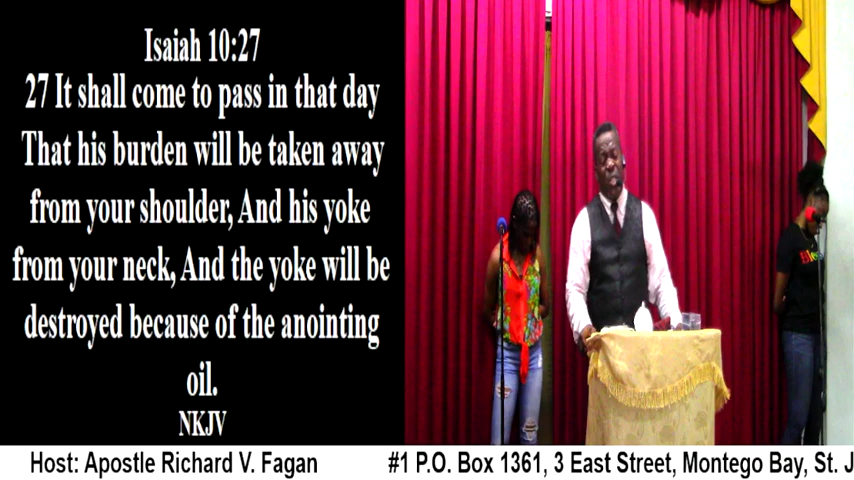 Isaiah 10:27
27 It shall come to pass in that day
That his burden will be taken away
from your shoulder, And his yoke
from your neck, And the yoke will be
destroyed because of the anointing
oil.
NKJV
Host: Apostle Richard V. Fagan
#1 P.O. Box 1361, 3 East Street, Montego Bay, St. J